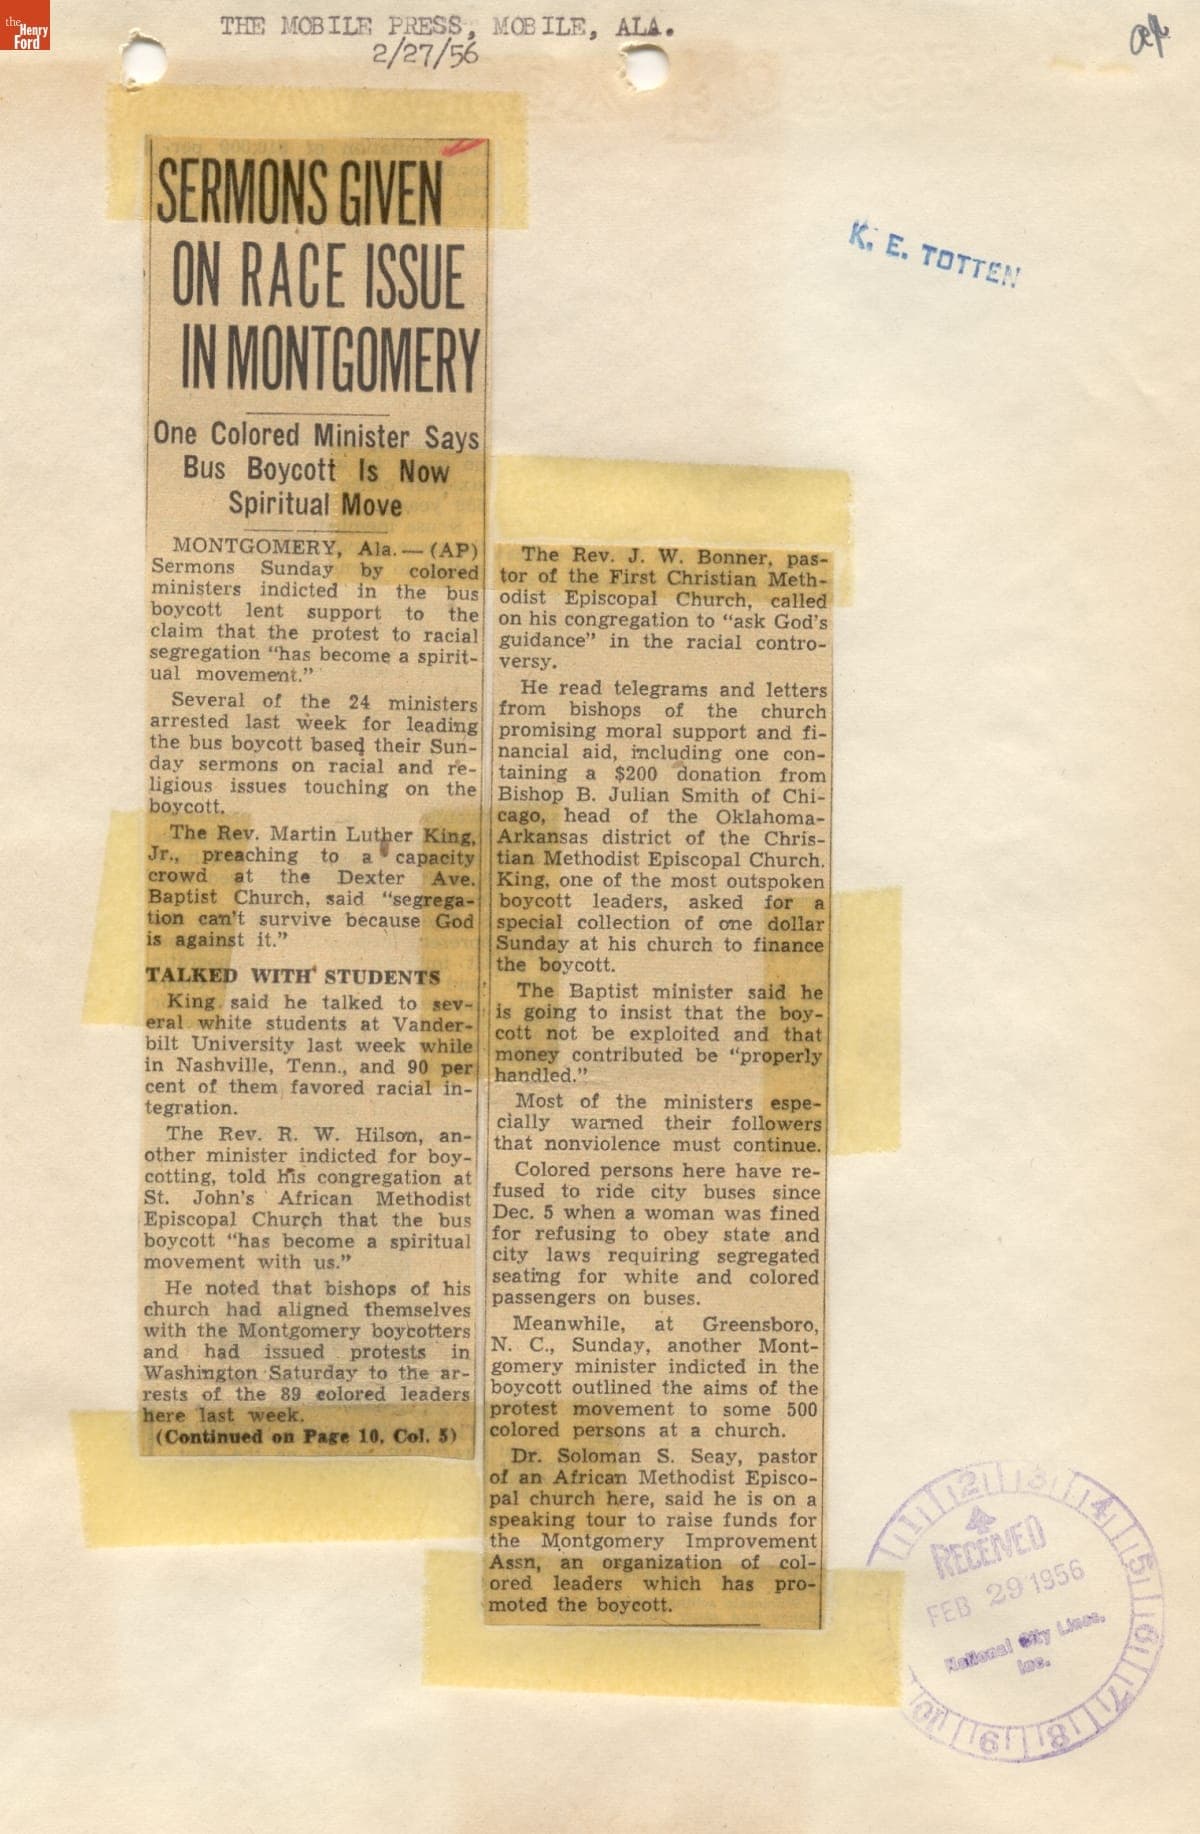 the
Henry
Ford
THE MOBILE PRESS, MOBILE, ALA.
2/27/56
K. E. TOTTEN
SERMONS GIVEN
ON RACE ISSUE
IN MONTGOMERY
One Colored Minister Says
Bus Boycott Is Now
Spiritual Move
MONTGOMERY, Ala. — (AP)
Sermons Sunday by colored
ministers indicted in the bus
boycott lent support to the
claim that the protest to racial
segregation "has become a spirit-
ual movement."
Several of the 24 ministers
arrested last week for leading
the bus boycott based their Sun-
day sermons on racial and re-
ligious issues touching on the
boycott.
The Rev. Martin Luther King,
Jr., preaching to a capacity
crowd at the Dexter Ave.
Baptist Church, said "segrega-
tion can't survive because God
is against it."
TALKED WITH STUDENTS
King said he talked to sev-
eral white students at Vander-
bilt University last week while
in Nashville, Tenn., and 90 per
cent of them favored racial in-
tegration.
The Rev. R. W. Hilson, an-
other minister indicted for boy-
cotting, told his congregation at
St. John's African Methodist
Episcopal Church that the bus
boycott "has become a spiritual
movement with us."
He noted that bishops of his
church had aligned themselves
with the Montgomery boycotters
and had issued protests in
Washington Saturday to the ar-
rests of the 89 colored leaders
here last week.
(Continued on Page 10, Col. 5)
The Rev. J. W. Bonner, pas-
tor of the First Christian Meth-
odist Episcopal Church, called
on his congregation to "ask God's
guidance" in the racial contro-
versy.
He read telegrams and letters
from bishops of the church
promising moral support and fi-
nancial aid, including one con-
taining a $200 donation from
Bishop B. Julian Smith of Chi-
cago, head of the Oklahoma-
Arkansas district of the Chris-
tian Methodist Episcopal Church.
King, one of the most outspoken
boycott leaders, asked for a
special collection of one dollar
Sunday at his church to finance
the boycott.
The Baptist minister said he
is going to insist that the boy-
cott not be exploited and that
money contributed be "properly
handled."
Most of the ministers espe-
cially warned their followers
that nonviolence must continue.
Colored persons here have re-
fused to ride city buses since
Dec. 5 when a woman was fined
for refusing to obey state and
city laws requiring segregated
seating for white and colored
passengers on buses.
Meanwhile, at Greensboro,
N. C., Sunday, another Mont-
gomery minister indicted in the
boycott outlined the aims of the
protest movement to some 500
colored persons at a church.
Dr. Soloman S. Seay, pastor
of an African Methodist Episco-
pal church here, said he is on a
speaking tour to raise funds for
the Montgomery Improvement
Assn, an organization of col-
ored leaders which has pro-
moted the boycott.
1 2 3 4 5 6 7 8 9 10
RECEIVED
FEB 29 1956
National City Lines,
Inc.